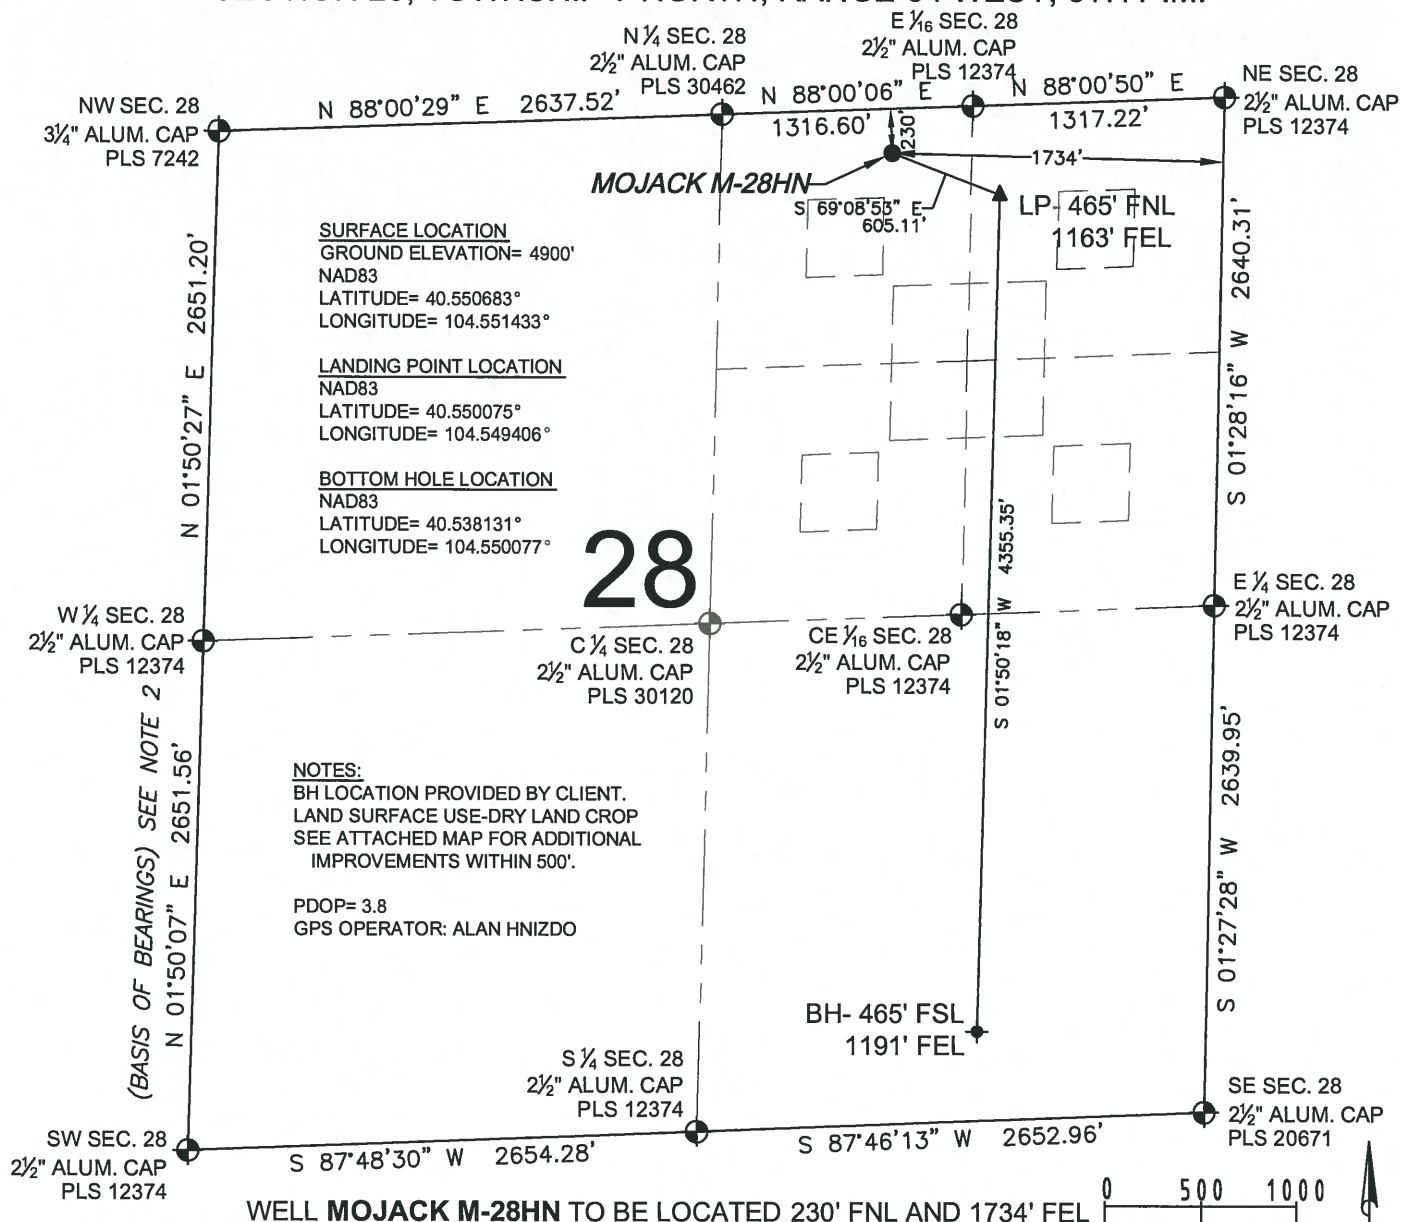 N ¼ SEC. 28
2½" ALUM. CAP
PLS 30462
E 1⁄16 SEC. 28
2½" ALUM. CAP
PLS 12374
NW SEC. 28
3¼" ALUM. CAP
PLS 7242
N 88°00'29" E 2637.52'
N 88°00'06" E
1316.60'
N 88°00'50" E
1317.22'
NE SEC. 28
2½" ALUM. CAP
PLS 12374
230'
1734'
MOJACK M-28HN
S 69°08'53" E
605.11'
LP- 465' FNL
1163' FEL
SURFACE LOCATION
GROUND ELEVATION= 4900'
NAD83
LATITUDE= 40.550683°
LONGITUDE= 104.551433°
LANDING POINT LOCATION
NAD83
LATITUDE= 40.550075°
LONGITUDE= 104.549406°
BOTTOM HOLE LOCATION
NAD83
LATITUDE= 40.538131°
LONGITUDE= 104.550077°
N 01°50'27" E 2651.20'
S 01°28'16" W 2640.31'
28
S 01°50'18" W 4355.35'
W ¼ SEC. 28
2½" ALUM. CAP
PLS 12374
C ¼ SEC. 28
2½" ALUM. CAP
PLS 30120
CE 1⁄16 SEC. 28
2½" ALUM. CAP
PLS 12374
E ¼ SEC. 28
2½" ALUM. CAP
PLS 12374
(BASIS OF BEARINGS) SEE NOTE 2
N 01°50'07" E 2651.56'
NOTES:
BH LOCATION PROVIDED BY CLIENT.
LAND SURFACE USE-DRY LAND CROP
SEE ATTACHED MAP FOR ADDITIONAL
IMPROVEMENTS WITHIN 500'.
PDOP= 3.8
GPS OPERATOR: ALAN HNIZDO
S 01°27'28" W 2639.95'
BH- 465' FSL
1191' FEL
S ¼ SEC. 28
2½" ALUM. CAP
PLS 12374
SE SEC. 28
2½" ALUM. CAP
PLS 20671
SW SEC. 28
2½" ALUM. CAP
PLS 12374
S 87°48'30" W 2654.28'
S 87°46'13" W 2652.96'
WELL MOJACK M-28HN TO BE LOCATED 230' FNL AND 1734' FEL
0 500 1000